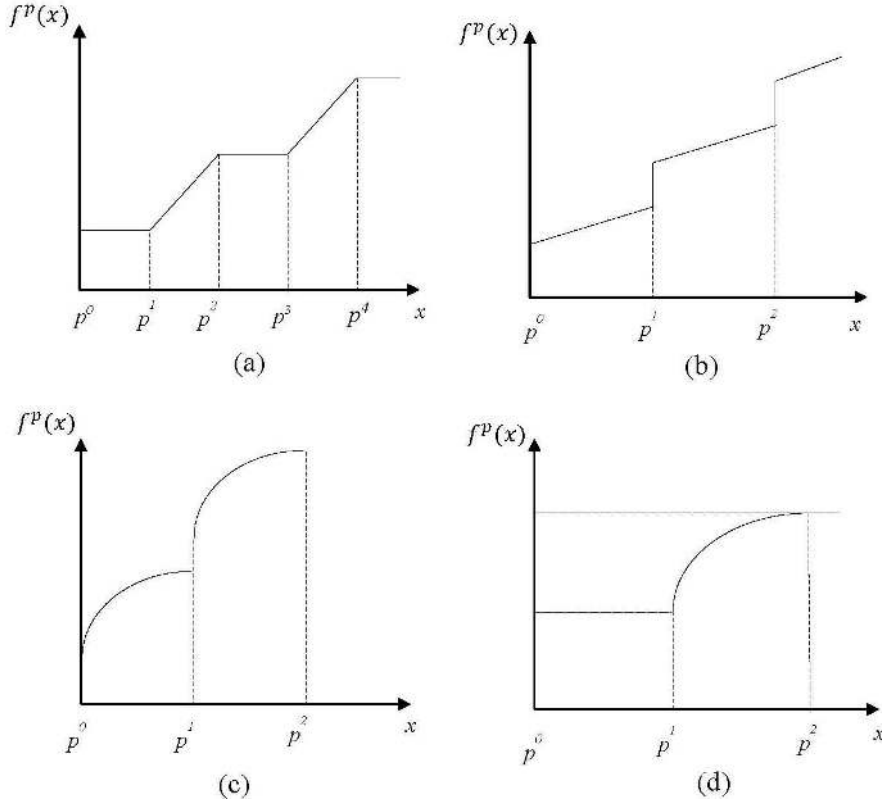 f^p(x)
p^0 p^1 p^2 p^3 p^4 x
(a)
f^p(x)
p^0 p^1 p^2 x
(b)
f^p(x)
p^0 p^1 p^2 x
(c)
f^p(x)
p^0 p^1 p^2 x
(d)